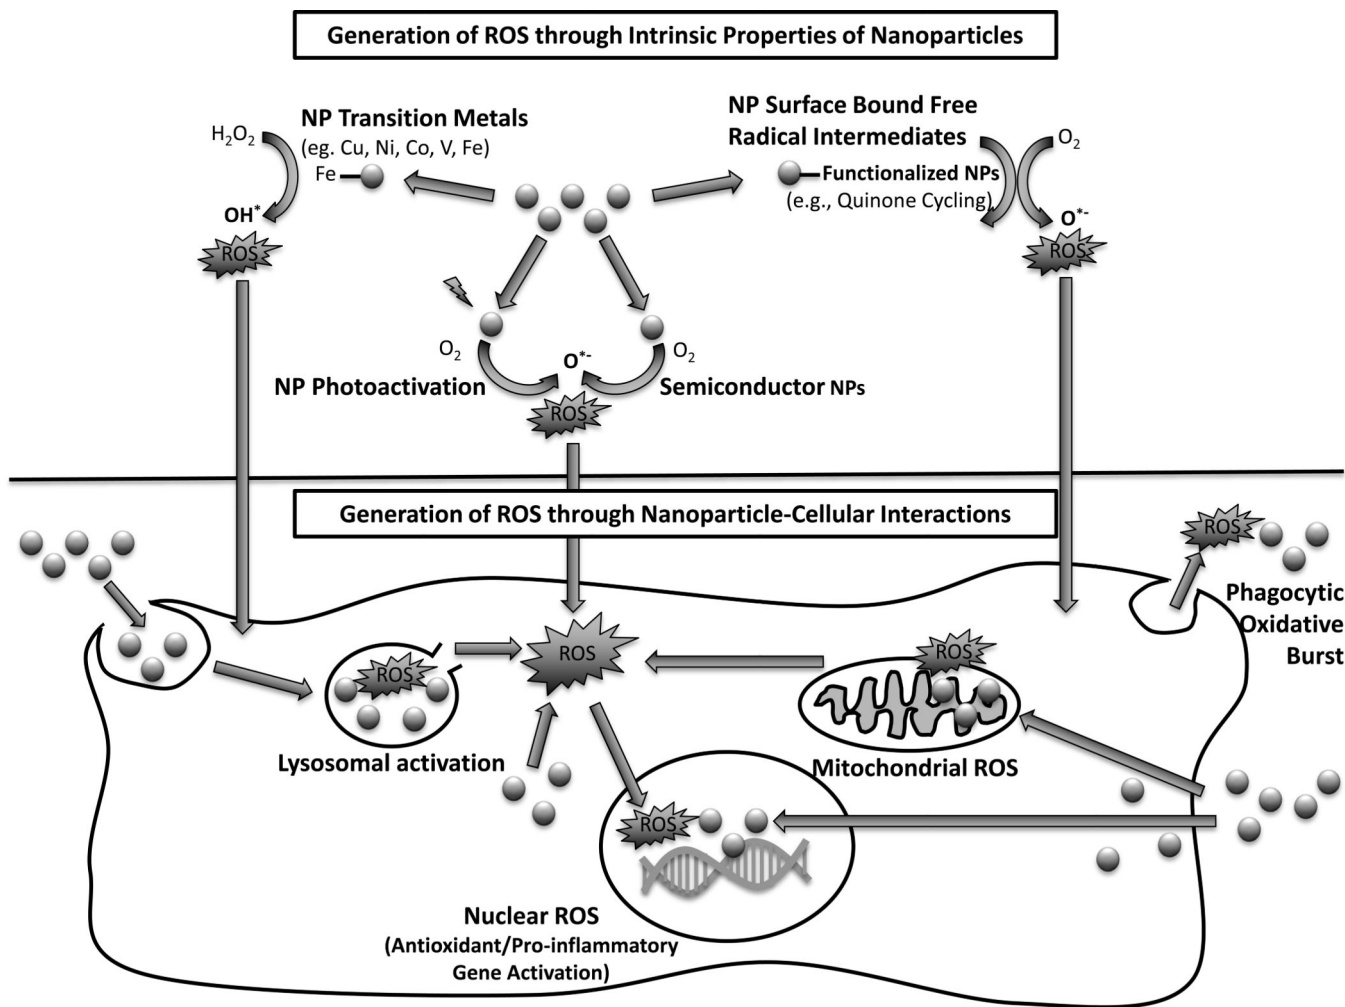 Generation of ROS through Intrinsic Properties of Nanoparticles
NP Transition Metals
(eg. Cu, Ni, Co, V, Fe)
H₂O₂
Fe
OH*
ROS
NP Surface Bound Free
Radical Intermediates
O₂
Functionalized NPs
(e.g., Quinone Cycling)
O*-
ROS
O₂
O*-
O₂
NP Photoactivation
Semiconductor NPs
ROS
Generation of ROS through Nanoparticle-Cellular Interactions
ROS
Phagocytic
Oxidative
Burst
ROS
ROS
ROS
Lysosomal activation
Mitochondrial ROS
ROS
Nuclear ROS
(Antioxidant/Pro-inflammatory
Gene Activation)